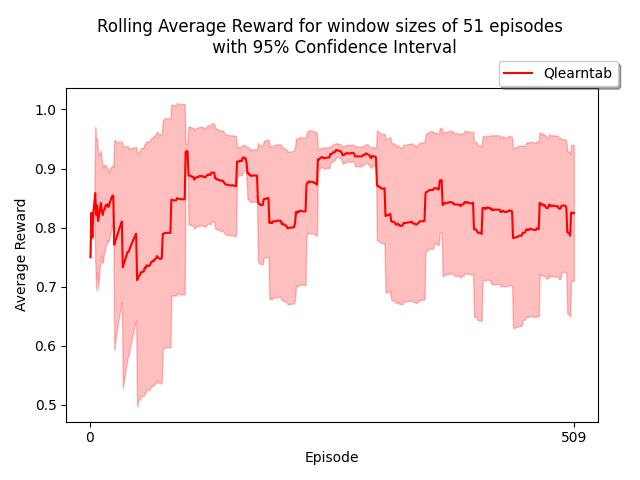 Rolling Average Reward for window sizes of 51 episodes
with 95% Confidence Interval
Qlearntab
1.0
0.9
0.8
0.7
0.6
0.5
Average Reward
0
509
Episode